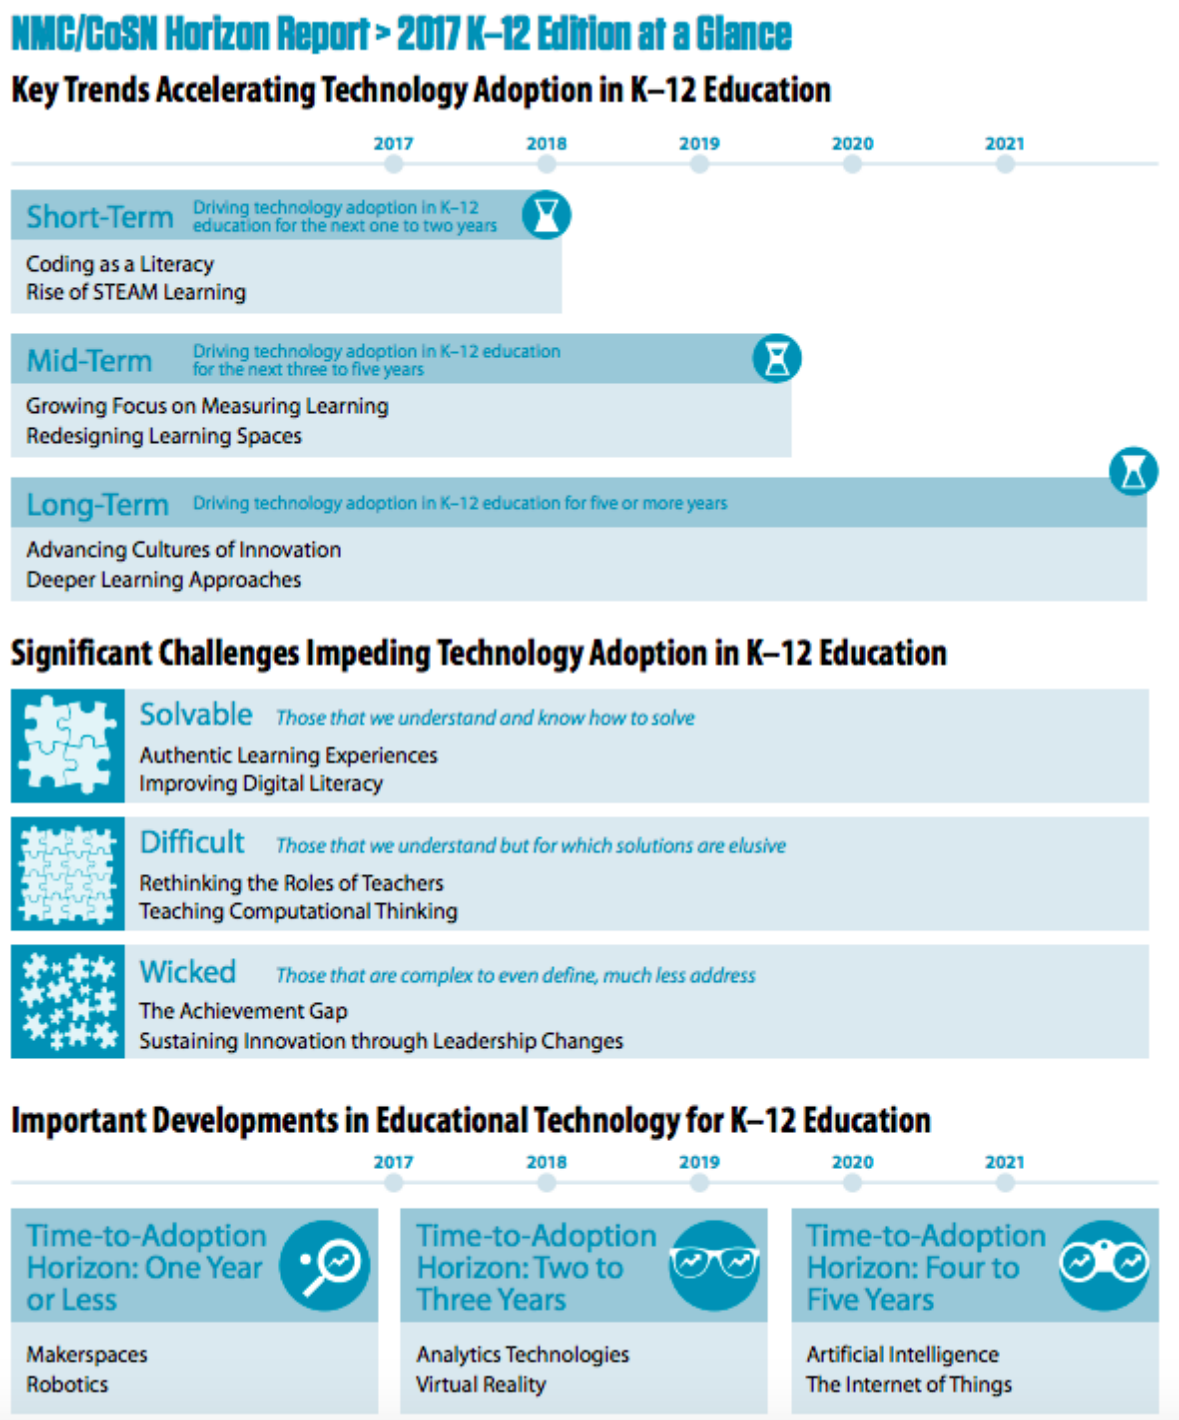 NMC/CoSN Horizon Report > 2017 K–12 Edition at a Glance
Key Trends Accelerating Technology Adoption in K–12 Education
2017 2018 2019 2020 2021
Short-Term
Driving technology adoption in K–12
education for the next one to two years
Coding as a Literacy
Rise of STEAM Learning
Mid-Term
Driving technology adoption in K–12 education
for the next three to five years
Growing Focus on Measuring Learning
Redesigning Learning Spaces
Long-Term Driving technology adoption in K–12 education for five or more years
Advancing Cultures of Innovation
Deeper Learning Approaches
Significant Challenges Impeding Technology Adoption in K–12 Education
Solvable Those that we understand and know how to solve
Authentic Learning Experiences
Improving Digital Literacy
Difficult Those that we understand but for which solutions are elusive
Rethinking the Roles of Teachers
Teaching Computational Thinking
Wicked Those that are complex to even define, much less address
The Achievement Gap
Sustaining Innovation through Leadership Changes
Important Developments in Educational Technology for K–12 Education
2017 2018 2019 2020 2021
Time-to-Adoption
Horizon: One Year
or Less
Makerspaces
Robotics
Time-to-Adoption
Horizon: Two to
Three Years
Analytics Technologies
Virtual Reality
Time-to-Adoption
Horizon: Four to
Five Years
Artificial Intelligence
The Internet of Things